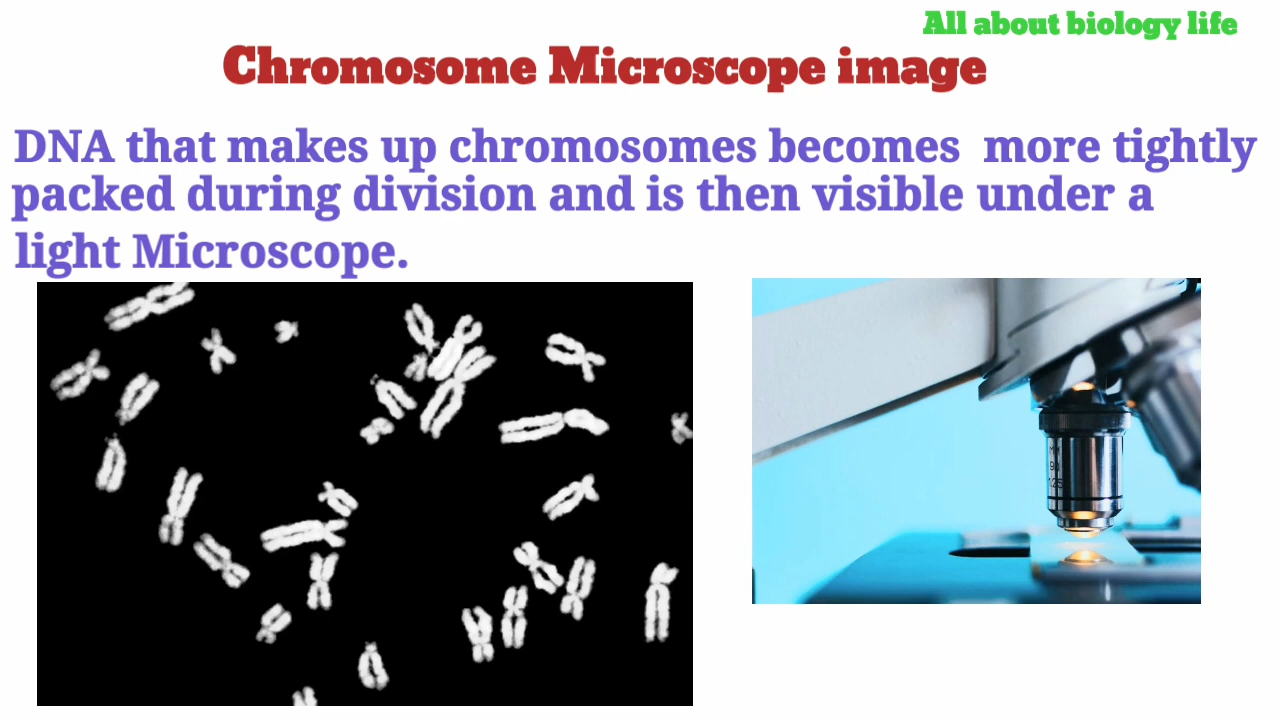 All about biology life
Chromosome Microscope image
DNA that makes up chromosomes becomes  more tightly
packed during division and is then visible under a
light Microscope.